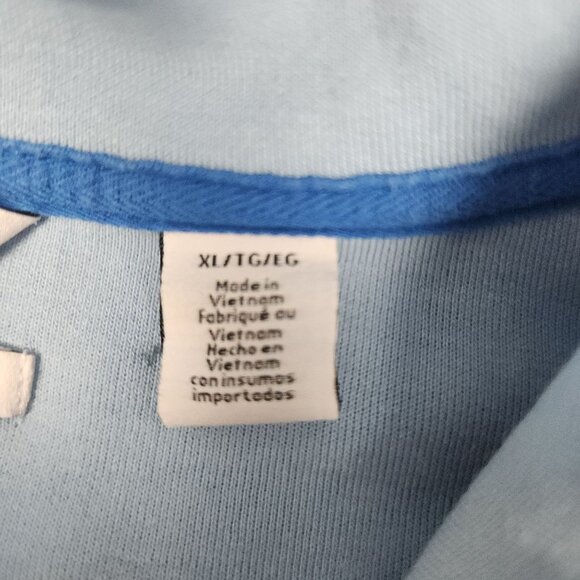 XL/TG/EG
Made in
Vietnam
Fabriqué au
Vietnam
Hecho en
Vietnam
con insumos
importados